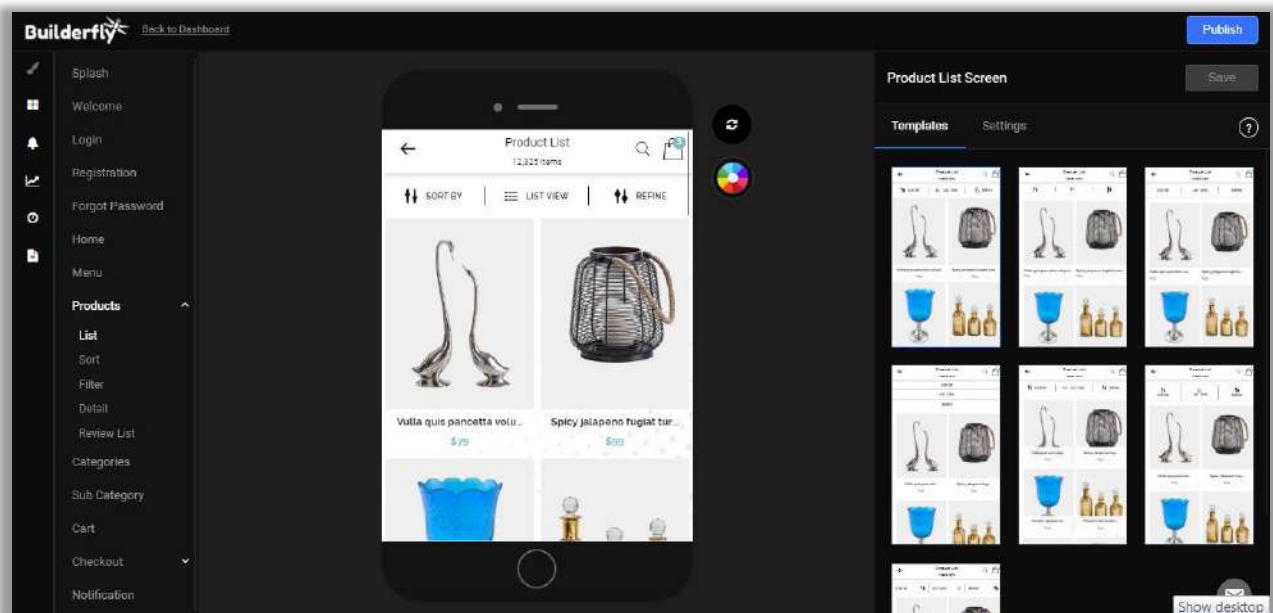 Builderfly
Back to Dashboard
Publish
Splash
Welcome
Login
Registration
Forgot Password
Home
Menu
Products
List
Sort
Filter
Detail
Review List
Categories
Sub Category
Cart
Checkout
Notification
Product List
12,325 items
3
SORT BY
LIST VIEW
REFINE
Vulla quis pancetta volu...
$79
Spicy jalapeno fugiat tur...
$99
Product List Screen
Save
Templates
Settings
?
Show desktop